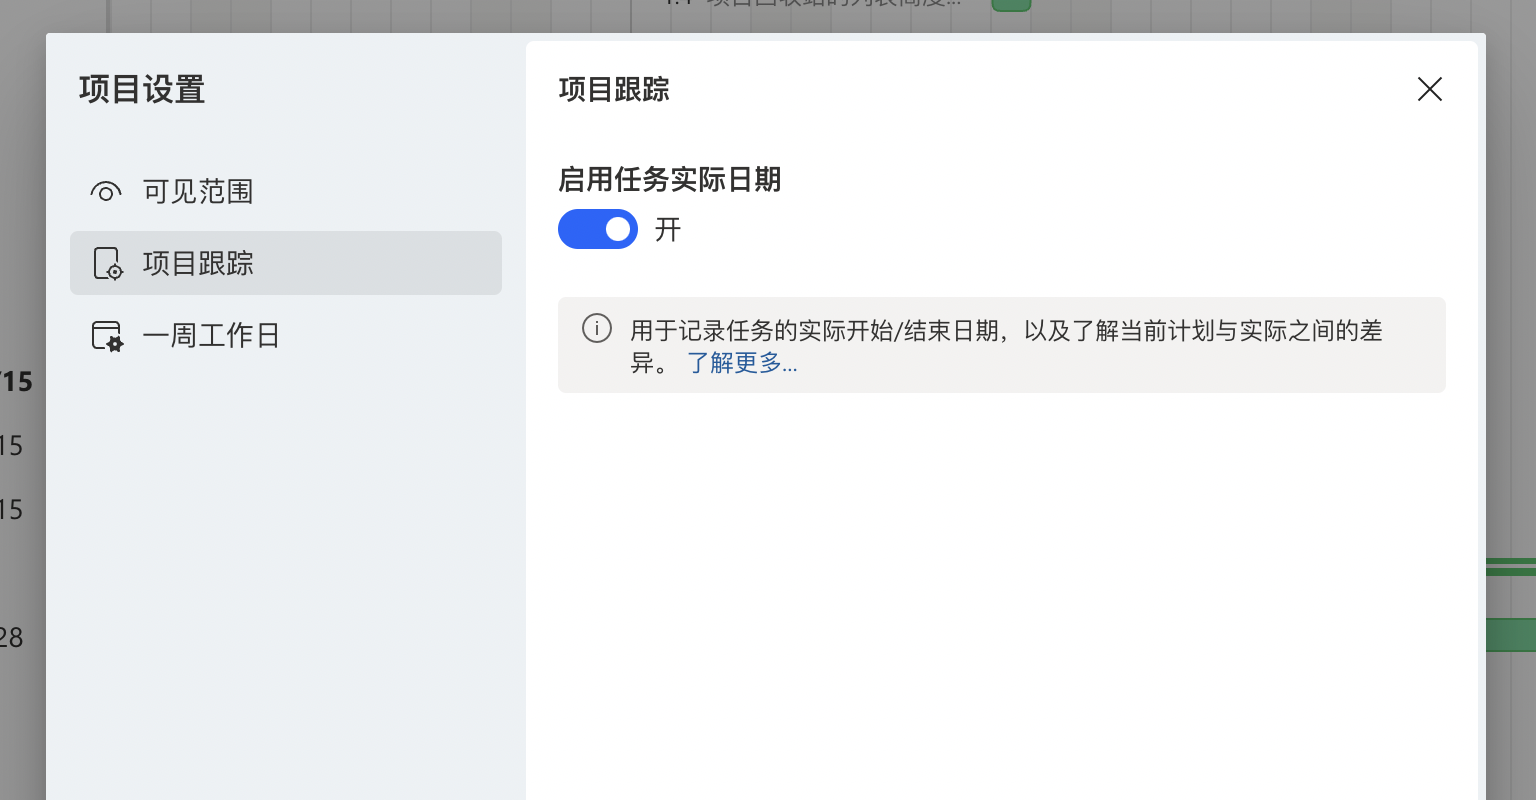 项目设置
可见范围
项目跟踪
一周工作日
项目跟踪
启用任务实际日期
开
用于记录任务的实际开始/结束日期，以及了解当前计划与实际之间的差
异。 了解更多...
/15
15
15
28